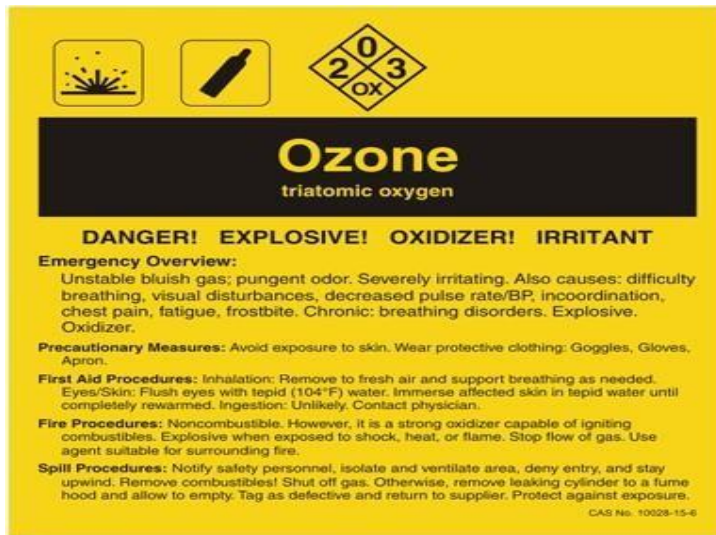 0
2 3
OX
Ozone
triatomic oxygen
DANGER! EXPLOSIVE! OXIDIZER! IRRITANT
Emergency Overview:
Unstable bluish gas; pungent odor. Severely irritating. Also causes: difficulty
breathing, visual disturbances, decreased pulse rate/BP, incoordination,
chest pain, fatigue, frostbite. Chronic: breathing disorders. Explosive.
Oxidizer.
Precautionary Measures: Avoid exposure to skin. Wear protective clothing: Goggles, Gloves,
Apron.
First Aid Procedures: Inhalation: Remove to fresh air and support breathing as needed.
Eyes/Skin: Flush eyes with tepid (104°F) water. Immerse affected skin in tepid water until
completely rewarmed. Ingestion: Unlikely. Contact physician.
Fire Procedures: Noncombustible. However, it is a strong oxidizer capable of igniting
combustibles. Explosive when exposed to shock, heat, or flame. Stop flow of gas. Use
agent suitable for surrounding fire.
Spill Procedures: Notify safety personnel, isolate and ventilate area, deny entry, and stay
upwind. Remove combustibles! Shut off gas. Otherwise, remove leaking cylinder to a fume
hood and allow to empty. Tag as defective and return to supplier. Protect against exposure.
CAS No. 10028-15-6